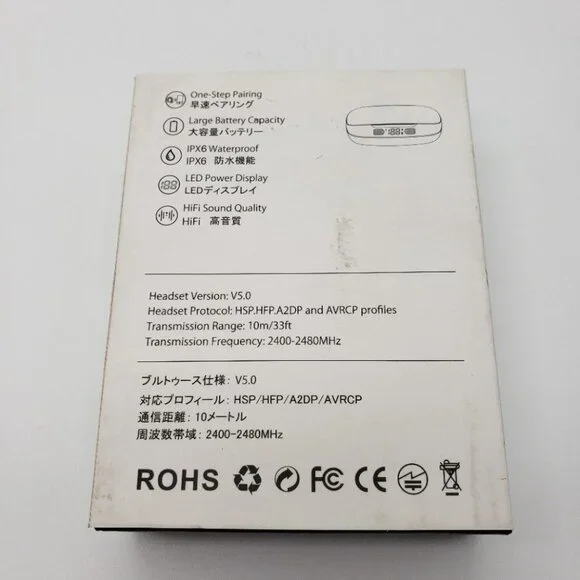 One-Step Pairing
早速ペアリング
Large Battery Capacity
大容量バッテリー
IPX6 Waterproof
IPX6 防水機能
LED Power Display
LEDディスプレイ
HiFi Sound Quality
HiFi 高音質
Headset Version: V5.0
Headset Protocol: HSP.HFP.A2DP and AVRCP profiles
Transmission Range: 10m/33ft
Transmission Frequency: 2400-2480MHz
ブルトゥース仕様: V5.0
対応プロフィール: HSP/HFP/A2DP/AVRCP
通信距離: 10メートル
周波数帯域: 2400-2480MHz
ROHS FC CE